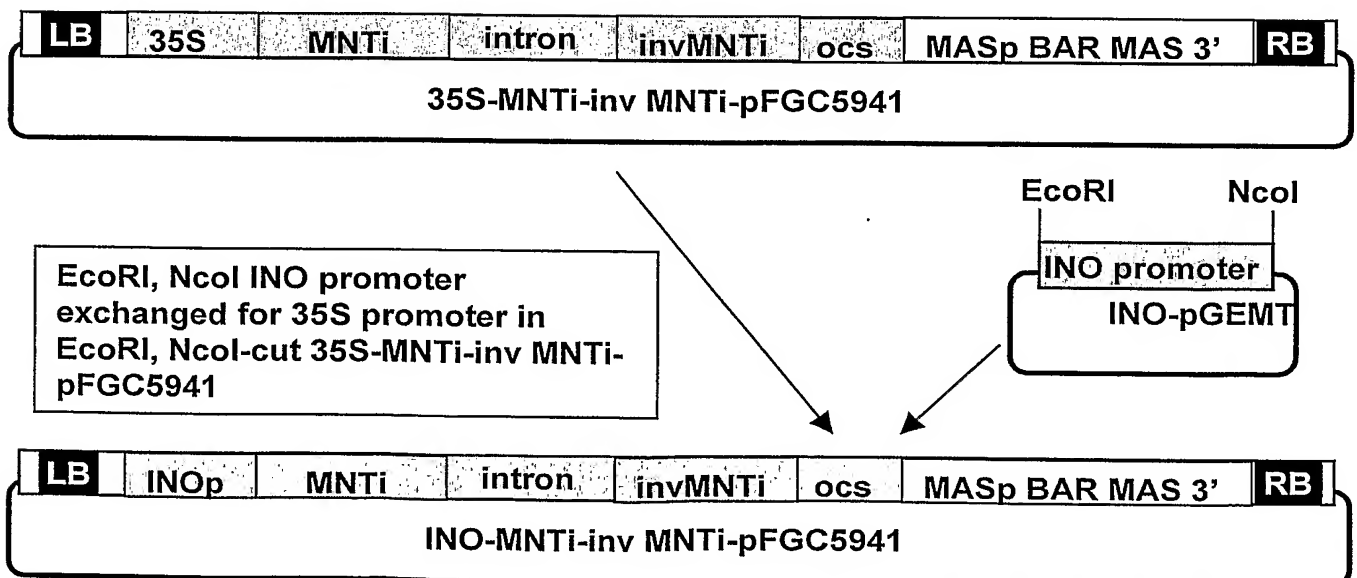 LB 35S MNTi intron invMNTi ocs MASp BAR MAS 3’ RB
35S-MNTi-inv MNTi-pFGC5941
EcoRI NcoI
INO promoter
INO-pGEMT
EcoRI, NcoI INO promoter
exchanged for 35S promoter in
EcoRI, NcoI-cut 35S-MNTi-inv MNTi-
pFGC5941
LB INOp MNTi intron invMNTi ocs MASp BAR MAS 3’ RB
INO-MNTi-inv MNTi-pFGC5941